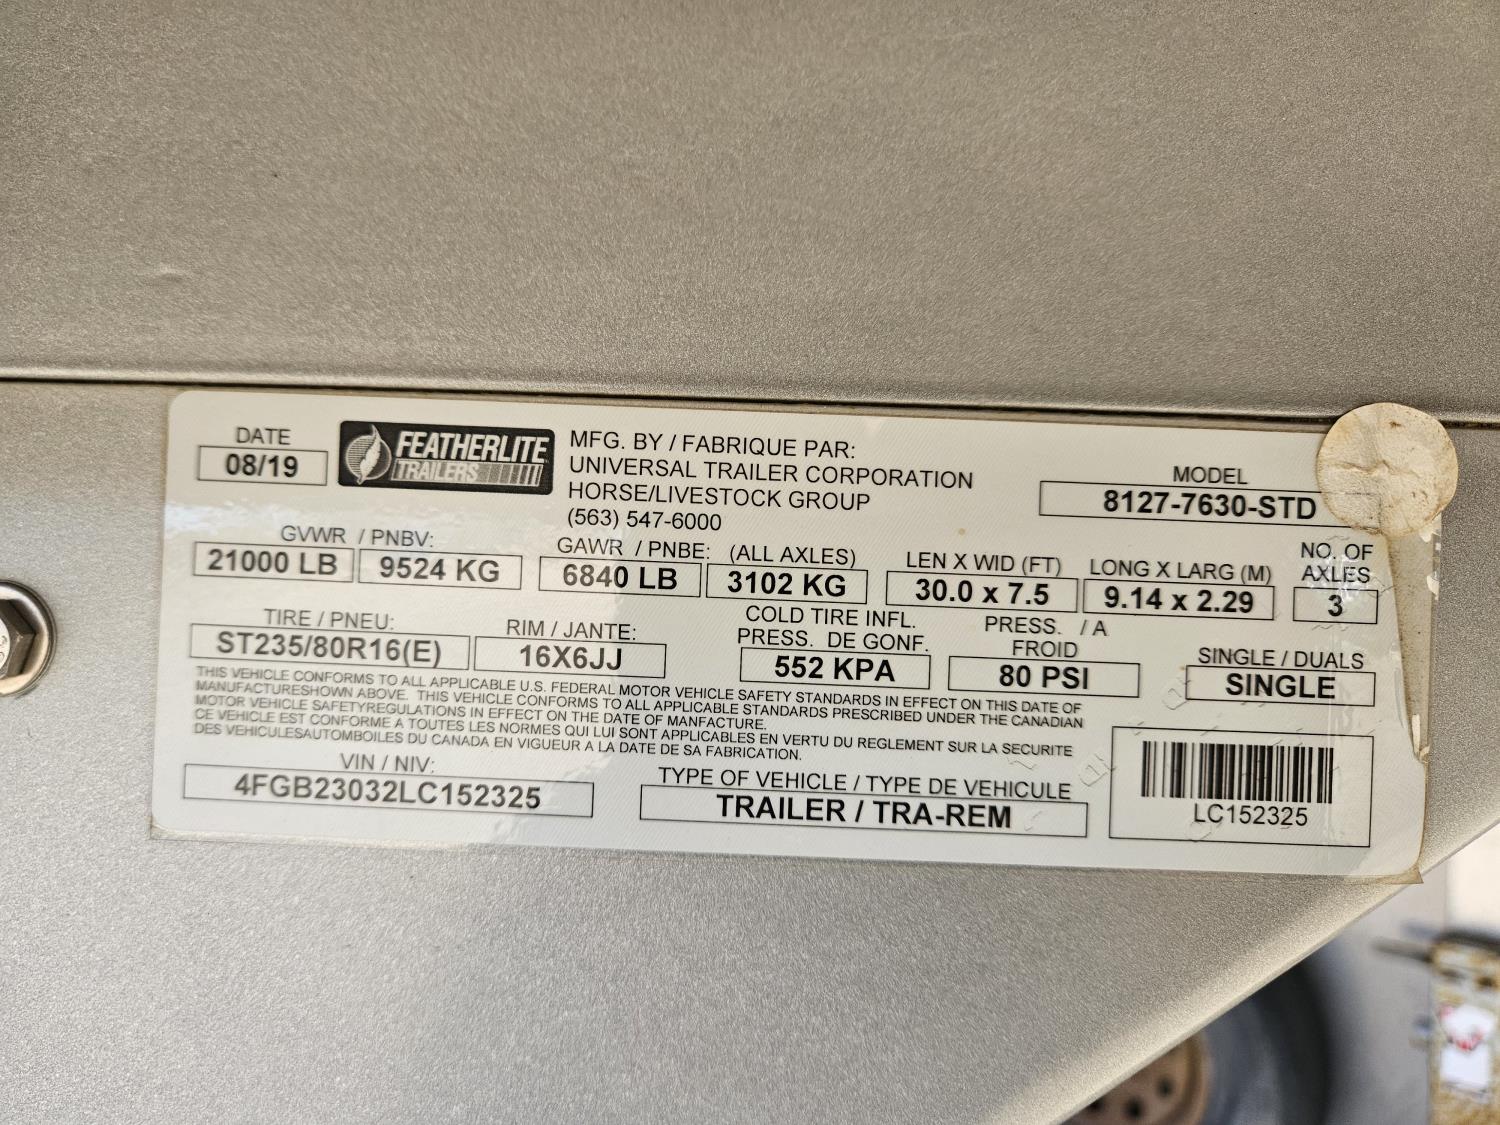 DATE
08/19
FEATHERLITE
TRAILERS
MFG. BY / FABRIQUE PAR:
UNIVERSAL TRAILER CORPORATION
HORSE/LIVESTOCK GROUP
(563) 547-6000
MODEL
8127-7630-STD
GVWR / PNBV:
21000 LB 9524 KG
GAWR / PNBE: (ALL AXLES)
6840 LB 3102 KG
LEN X WID (FT) LONG X LARG (M)
30.0 x 7.5 9.14 x 2.29
NO. OF
AXLES
3
TIRE / PNEU:
ST235/80R16(E)
RIM / JANTE:
16X6JJ
COLD TIRE INFL. PRESS. / A
PRESS. DE GONF. FROID
552 KPA 80 PSI
SINGLE / DUALS
SINGLE
THIS VEHICLE CONFORMS TO ALL APPLICABLE U.S. FEDERAL MOTOR VEHICLE SAFETY STANDARDS IN EFFECT ON THIS DATE OF
MANUFACTURESHOWN ABOVE. THIS VEHICLE CONFORMS TO ALL APPLICABLE STANDARDS PRESCRIBED UNDER THE CANADIAN
MOTOR VEHICLE SAFETYREGULATIONS IN EFFECT ON THE DATE OF MANFACTURE.
CE VEHICLE EST CONFORME A TOUTES LES NORMES QUI LUI SONT APPLICABLES EN VERTU DU REGLEMENT SUR LA SECURITE
DES VEHICULESAUTOMBOILES DU CANADA EN VIGUEUR A LA DATE DE SA FABRICATION.
VIN / NIV:
4FGB23032LC152325
TYPE OF VEHICLE / TYPE DE VEHICULE
TRAILER / TRA-REM
LC152325